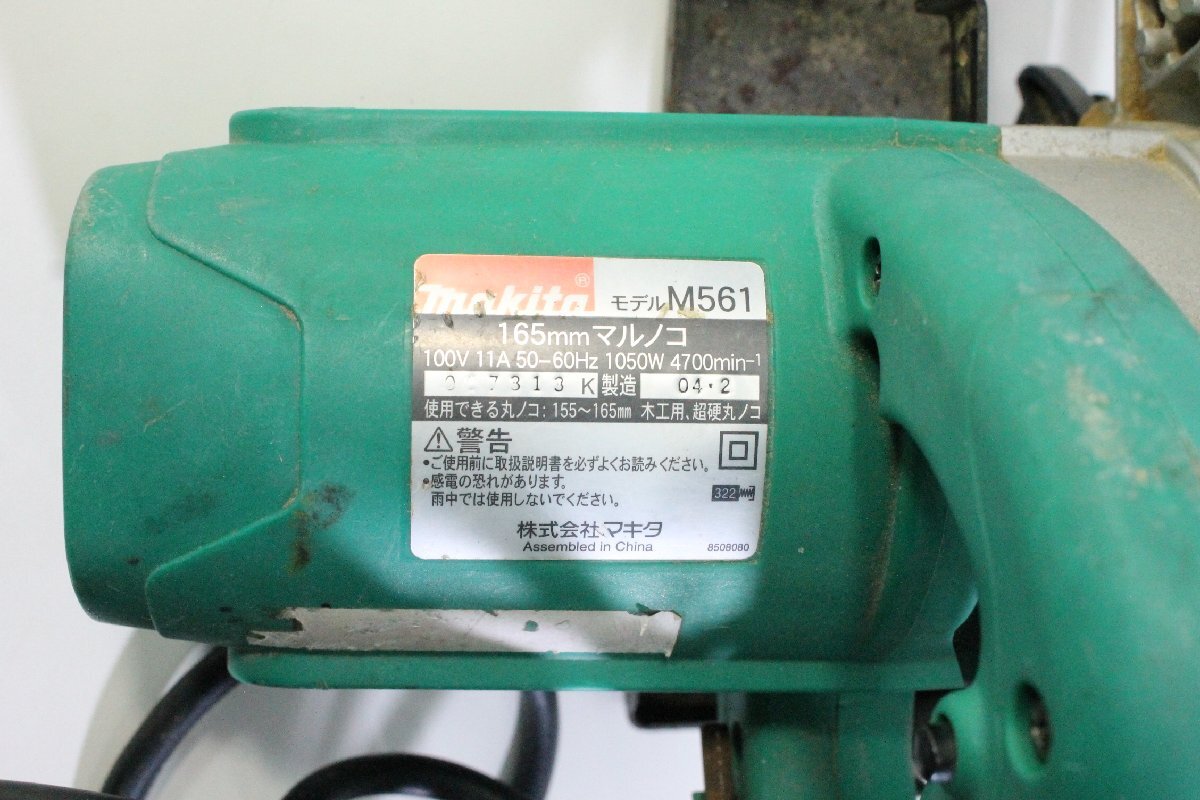 makita® モデル M561
165mm マルノコ
100V 11A 50-60Hz 1050W 4700min⁻¹
K 製造 04・2
使用できる丸ノコ: 155～165mm 木工用、超硬丸ノコ
⚠警告
•ご使用前に取扱説明書を必ずよくお読みください。
•感電の恐れがあります。
雨中では使用しないでください。
322
株式会社マキタ
Assembled in China 8508080